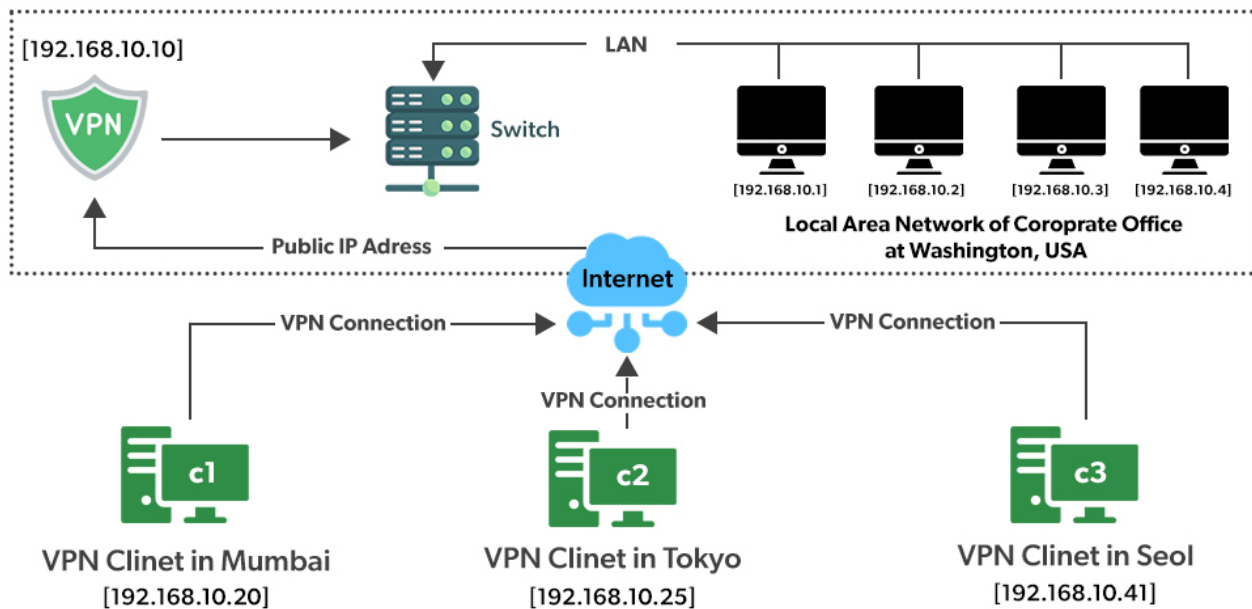 [192.168.10.10]
VPN
LAN
Switch
[192.168.10.1]
[192.168.10.2]
[192.168.10.3]
[192.168.10.4]
Local Area Network of Coroprate Office
at Washington, USA
Public IP Adress
Internet
VPN Connection
VPN Connection
VPN Connection
c1
c2
c3
VPN Clinet in Mumbai
[192.168.10.20]
VPN Clinet in Tokyo
[192.168.10.25]
VPN Clinet in Seol
[192.168.10.41]